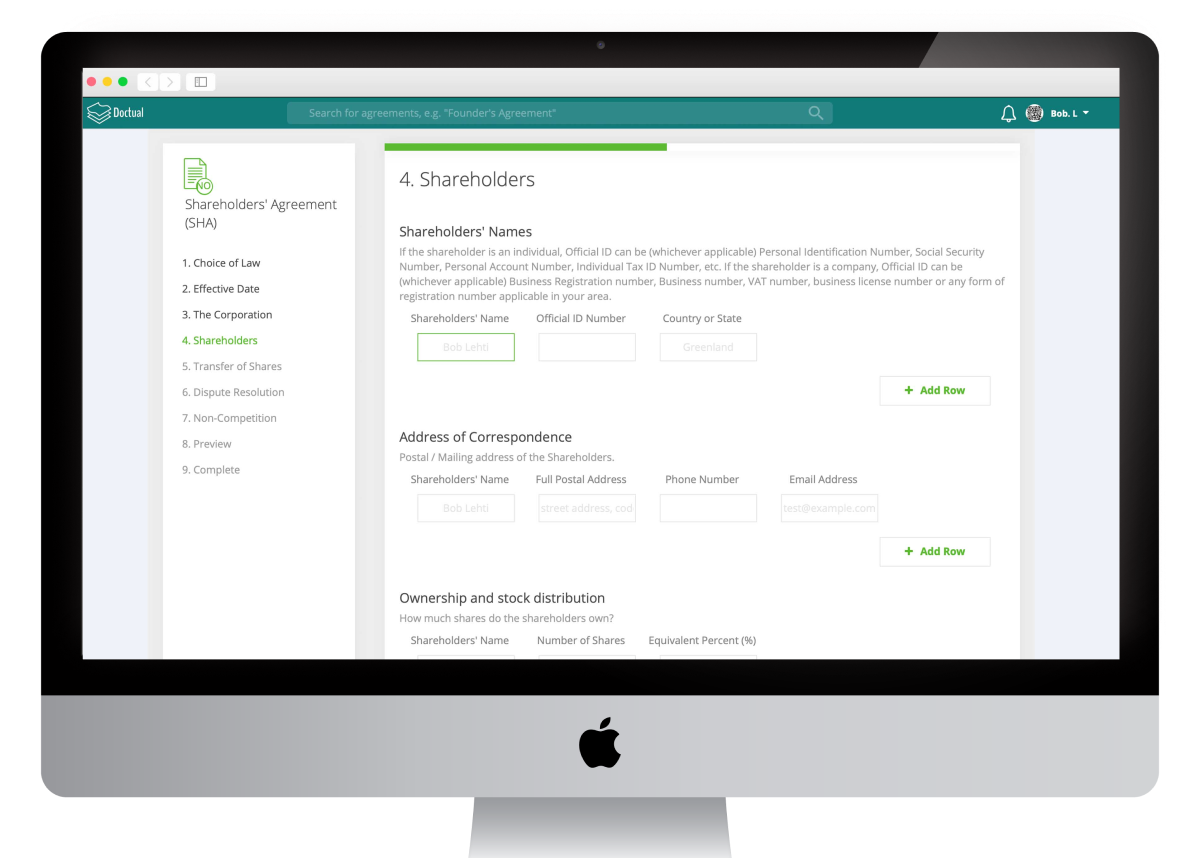 Doctual
Search for agreements, e.g. "Founder's Agreement"
Bob. L
NO
Shareholders' Agreement
(SHA)
1. Choice of Law
2. Effective Date
3. The Corporation
4. Shareholders
5. Transfer of Shares
6. Dispute Resolution
7. Non-Competition
8. Preview
9. Complete
4. Shareholders
Shareholders' Names
If the shareholder is an individual, Official ID can be (whichever applicable) Personal Identification Number, Social Security
Number, Personal Account Number, Individual Tax ID Number, etc. If the shareholder is a company, Official ID can be
(whichever applicable) Business Registration number, Business number, VAT number, business license number or any form of
registration number applicable in your area.
Shareholders' Name Official ID Number Country or State
Bob Lehti Greenland
+ Add Row
Address of Correspondence
Postal / Mailing address of the Shareholders.
Shareholders' Name Full Postal Address Phone Number Email Address
Bob Lehti street address, cod test@example.com
+ Add Row
Ownership and stock distribution
How much shares do the shareholders own?
Shareholders' Name Number of Shares Equivalent Percent (%)